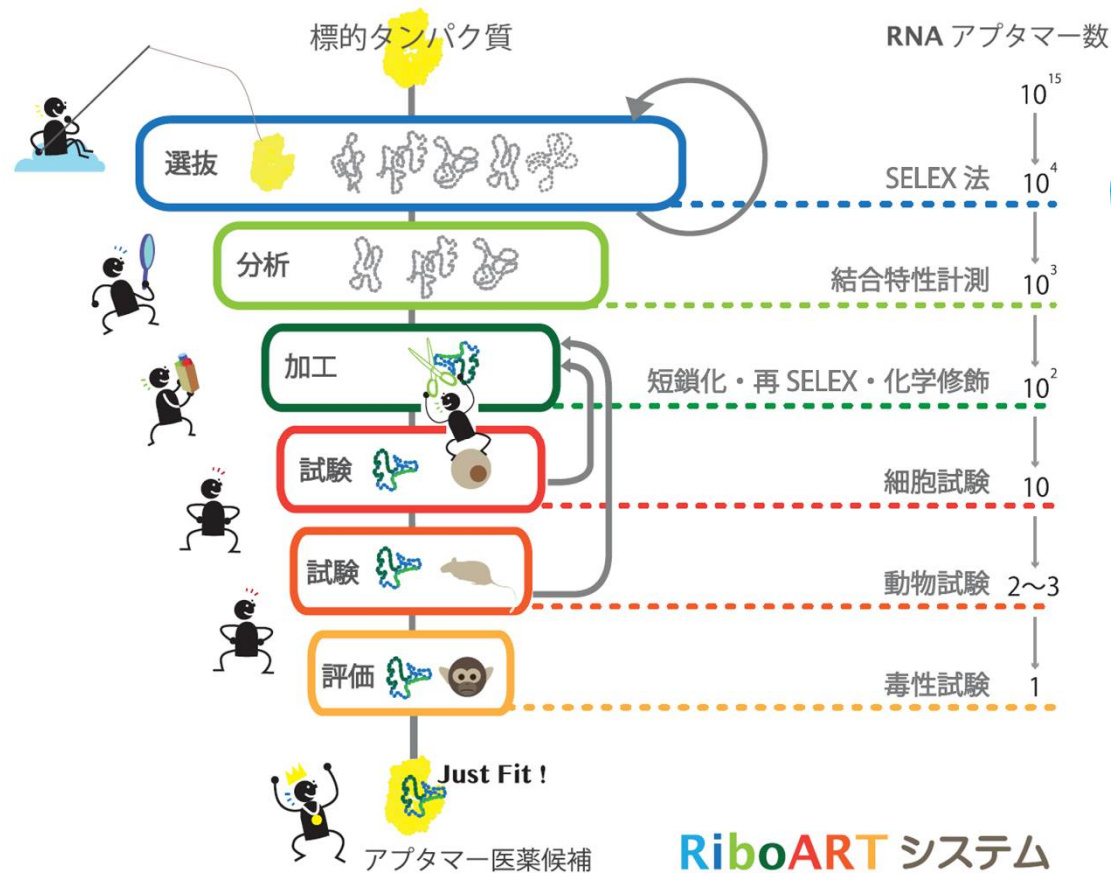 標的タンパク質
RNA アプタマー数
10^15
選抜
SELEX 法
10^4
分析
結合特性計測
10^3
加工
短鎖化・再 SELEX・化学修飾
10^2
試験
細胞試験
10
試験
動物試験
2〜3
評価
毒性試験
1
Just Fit !
アプタマー医薬候補
RiboART システム